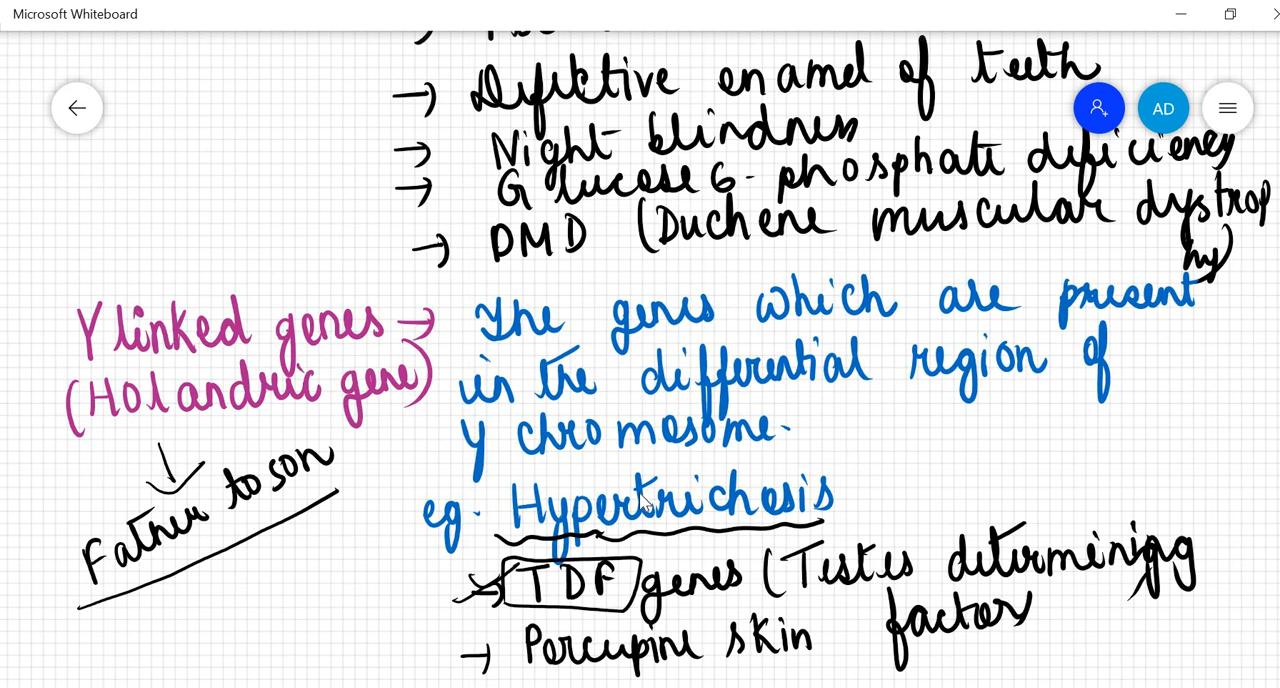 Microsoft Whiteboard
→ Defective enamel of teeth
AD
→ Night blindness
→ Glucose 6-phosphate deficiency
→ DMD (Duchene muscular dystrop
hy)
Y linked genes → The genes which are present
(Holandric gene) in the differential region of
Y chromosome.
↓
Father to son
eg. Hypertrichosis
→ TDF genes (Testes determining
factor
→ Porcupine skin